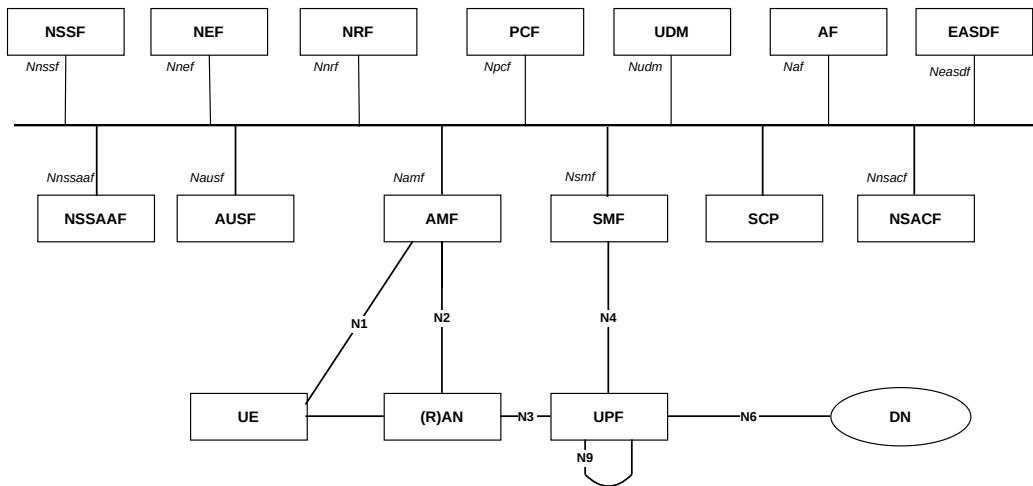 NSSF NEF NRF PCF UDM AF EASDF
Nnssf Nnef Nnrf Npcf Nudm Naf Neasdf
Nnssaaf Nausf Namf Nsmf Nnsacf
NSSAAF AUSF AMF SMF SCP NSACF
N1 N2 N4
UE (R)AN N3 UPF N6 DN
N9